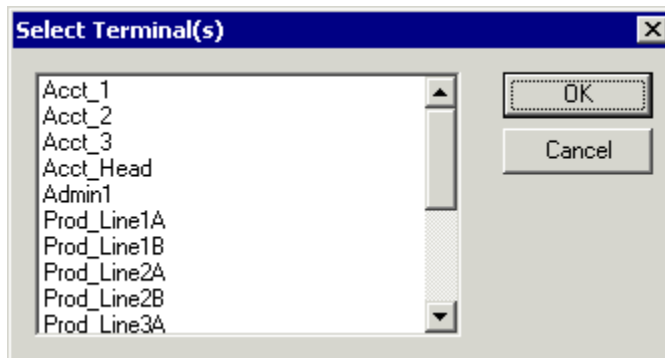 Select Terminal(s)
Acct_1
Acct_2
Acct_3
Acct_Head
Admin1
Prod_Line1A
Prod_Line1B
Prod_Line2A
Prod_Line2B
Prod_Line3A
OK
Cancel